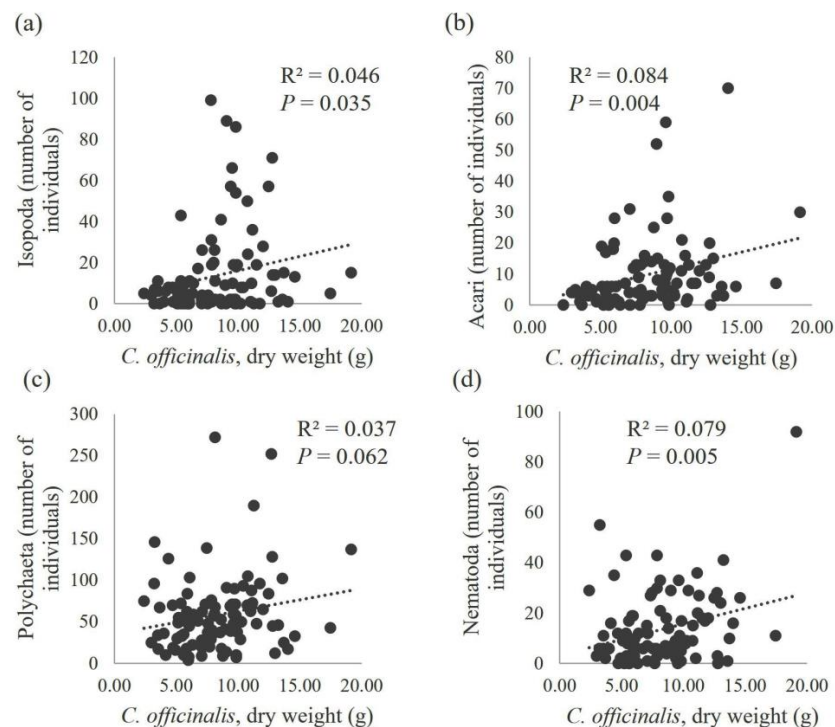 (a)
Isopoda (number of
individuals)
120
100
80
60
40
20
0
R² = 0.046
P = 0.035
0.00 5.00 10.00 15.00 20.00
C. officinalis, dry weight (g)
(b)
Acari (number of individuals)
80
70
60
50
40
30
20
10
0
R² = 0.084
P = 0.004
0.00 5.00 10.00 15.00 20.00
C. officinalis, dry weight (g)
(c)
Polychaeta (number of
individuals)
300
250
200
150
100
50
0
R² = 0.037
P = 0.062
0.00 5.00 10.00 15.00 20.00
C. officinalis, dry weight (g)
(d)
Nematoda (number of
individuals)
100
80
60
40
20
0
R² = 0.079
P = 0.005
0.00 5.00 10.00 15.00 20.00
C. officinalis, dry weight (g)